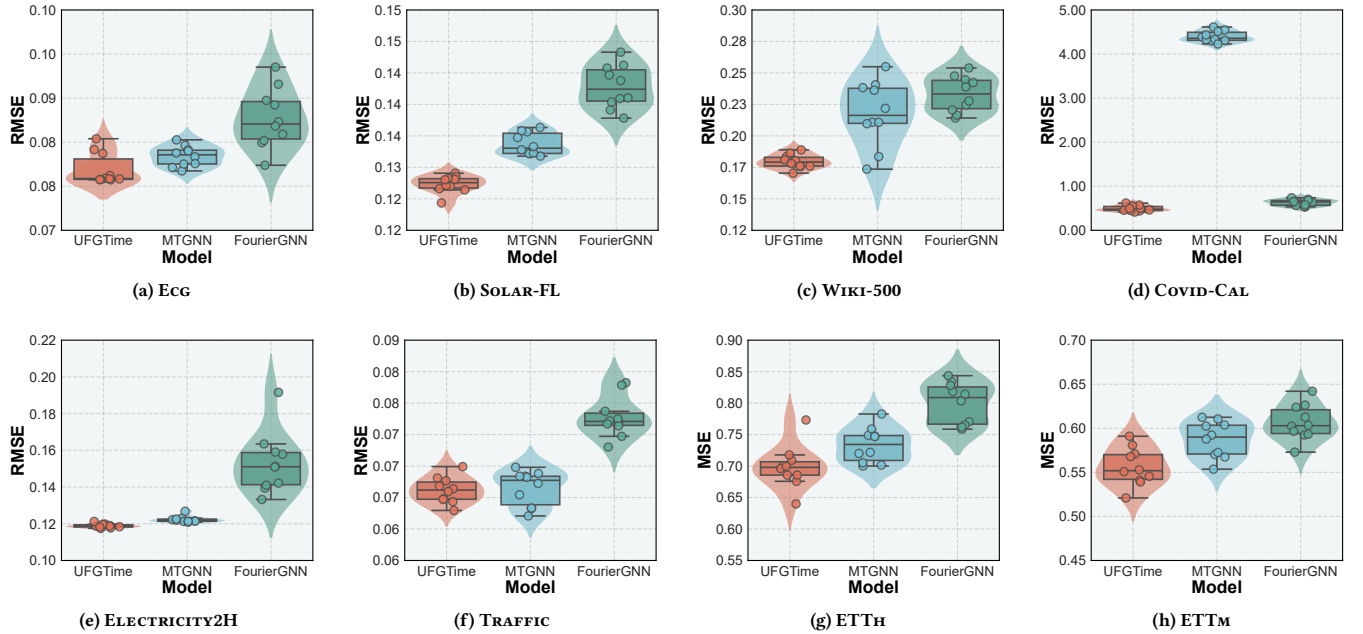 0.10
0.10
0.09
0.08
0.08
0.07
RMSE
UFGTime MTGNN FourierGNN
Model
(a) Ecg
0.15
0.14
0.14
0.14
0.13
0.12
0.12
RMSE
UFGTime MTGNN FourierGNN
Model
(b) Solar-FL
0.30
0.28
0.25
0.23
0.20
0.17
0.15
0.12
RMSE
UFGTime MTGNN FourierGNN
Model
(c) Wiki-500
5.00
4.00
3.00
2.00
1.00
0.00
RMSE
UFGTime MTGNN FourierGNN
Model
(d) Covid-Cal
0.22
0.20
0.18
0.16
0.14
0.12
0.10
RMSE
UFGTime MTGNN FourierGNN
Model
(e) Electricity2H
0.09
0.08
0.08
0.07
0.07
0.07
0.06
0.06
RMSE
UFGTime MTGNN FourierGNN
Model
(f) Traffic
0.90
0.85
0.80
0.75
0.70
0.65
0.60
0.55
MSE
UFGTime MTGNN FourierGNN
Model
(g) ETTh
0.70
0.65
0.60
0.55
0.50
0.45
MSE
UFGTime MTGNN FourierGNN
Model
(h) ETTm